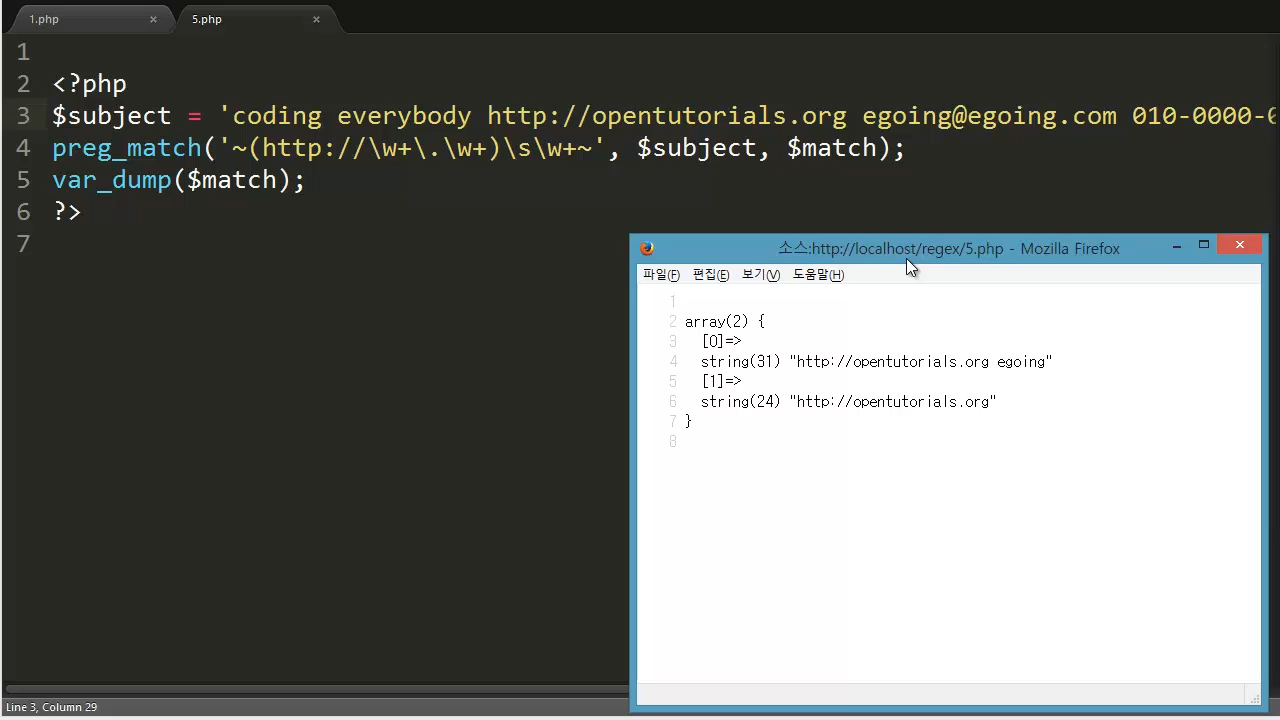 1.php × 5.php ×
1
2 <?php
3 $subject = 'coding everybody http://opentutorials.org egoing@egoing.com 010-0000-
4 preg_match('~(http://\w+\.\w+)\s\w+~', $subject, $match);
5 var_dump($match);
6 ?>
7
소스:http://localhost/regex/5.php - Mozilla Firefox
파일(F) 편집(E) 보기(V) 도움말(H)
1
2 array(2) {
3 [0]=>
4 string(31) "http://opentutorials.org egoing"
5 [1]=>
6 string(24) "http://opentutorials.org"
7 }
8
Line 3, Column 29